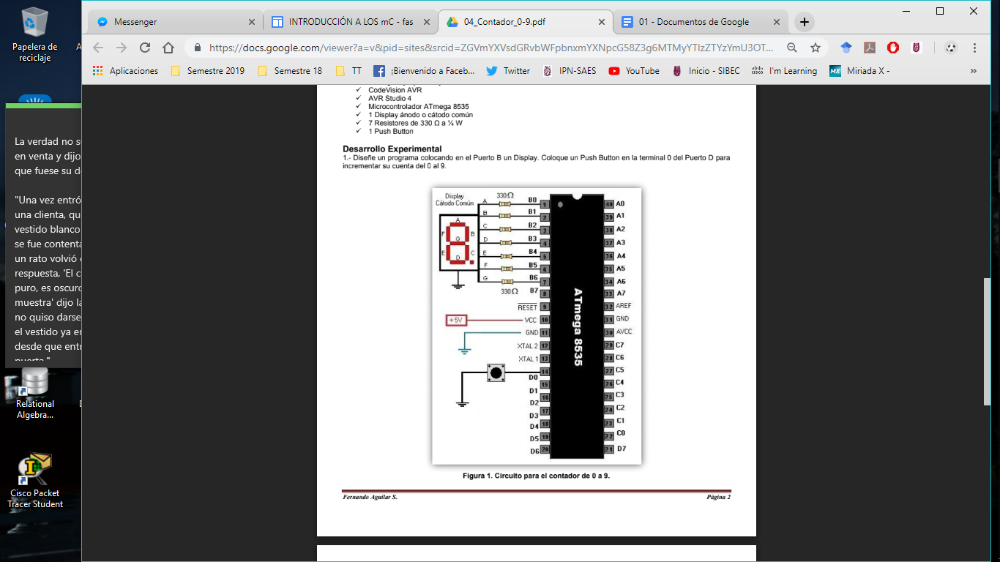 Papelera de
reciclaje
A
Messenger
INTRODUCCIÓN A LOS mC - fas
04_Contador_0-9.pdf
01 - Documentos de Google
https://docs.google.com/viewer?a=v&pid=sites&srcid=ZGVmYXVsdGRvbWFpbnxmYXNpcG58Z3g6MTMyYTIzZTYzYmU3OT...
Aplicaciones
Semestre 2019
Semestre 18
TT
¡Bienvenido a Faceb...
Twitter
IPN-SAES
YouTube
Inicio - SIBEC
I'm Learning
Miriada X -
»
La verdad no
en venta y dijo
que fuese su
"Una vez entró
una clienta,
vestido blanco
se fue
un rato volvió
respuesta, 'El
puro, es
muestra' dijo
no quiso darse
el vestido ya
desde que
Relational
Algebra...
Cisco Packet
Tracer Student
✓ CodeVision AVR
✓ AVR Studio 4
✓ Microcontrolador ATmega 8535
✓ 1 Display ánodo o cátodo común
✓ 7 Resistores de 330 Ω a ¼ W
✓ 1 Push Button
Desarrollo Experimental
1.- Diseñe un programa colocando en el Puerto B un Display. Coloque un Push Button en la terminal 0 del Puerto D para
incrementar su cuenta del 0 al 9.
Display
Cátodo Común
330Ω
A
B
C
D
E
F
G
A
F B
G
E C
D
330Ω
B0 1
B1 2
B2 3
B3 4
B4 5
B5 6
B6 7
B7 8
RESET 9
+5V VCC 10
GND 11
XTAL 2 12
XTAL 1 13
D0 14
D1 15
D2 16
D3 17
D4 18
D5 19
D6 20
ATmega 8535
40 A0
39 A1
38 A2
37 A3
36 A4
35 A5
34 A6
33 A7
32 AREF
31 GND
30 AVCC
29 C7
28 C6
27 C5
26 C4
25 C3
24 C2
23 C1
22 C0
21 D7
Figura 1. Circuito para el contador de 0 a 9.
Fernando Aguilar S.
Página 2